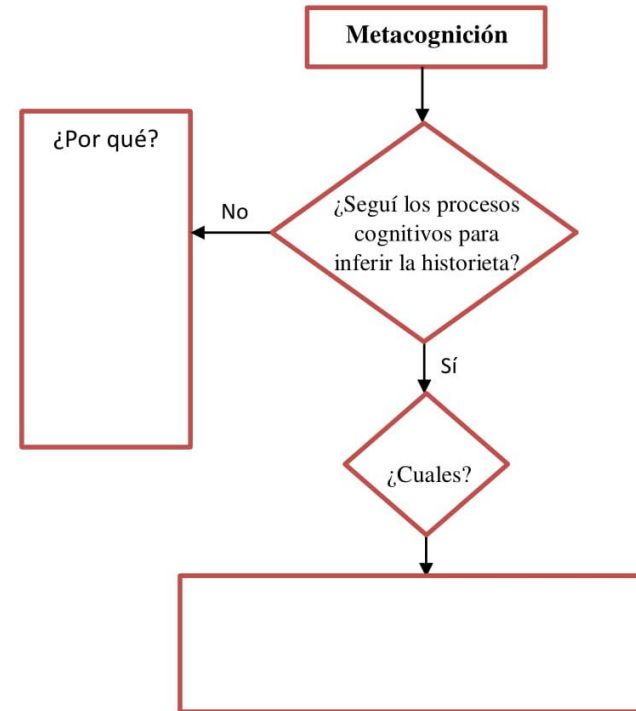 Metacognición
¿Por qué?
No
¿Seguí los procesos
cognitivos para
inferir la historieta?
Sí
¿Cuales?